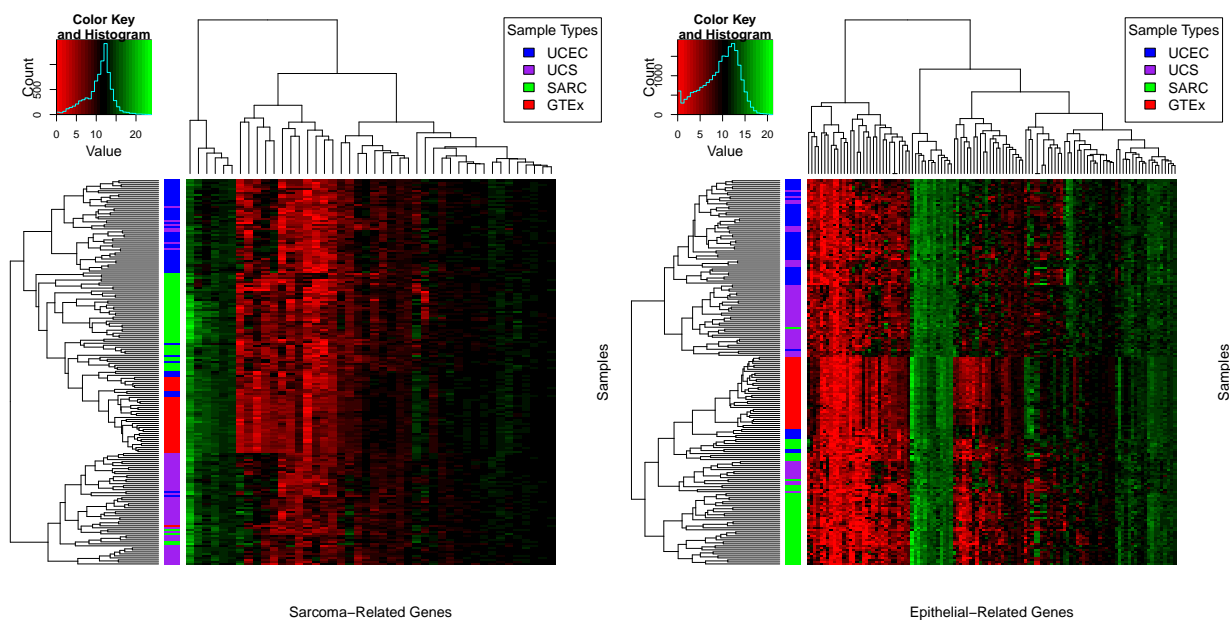 Color Key
and Histogram
Count
0
500
0
5
10
15
20
Value
Sample Types
UCEC
UCS
SARC
GTEx
Samples
Sarcoma−Related Genes
Color Key
and Histogram
Count
0
1000
0
5
10
15
20
Value
Sample Types
UCEC
UCS
SARC
GTEx
Samples
Epithelial−Related Genes